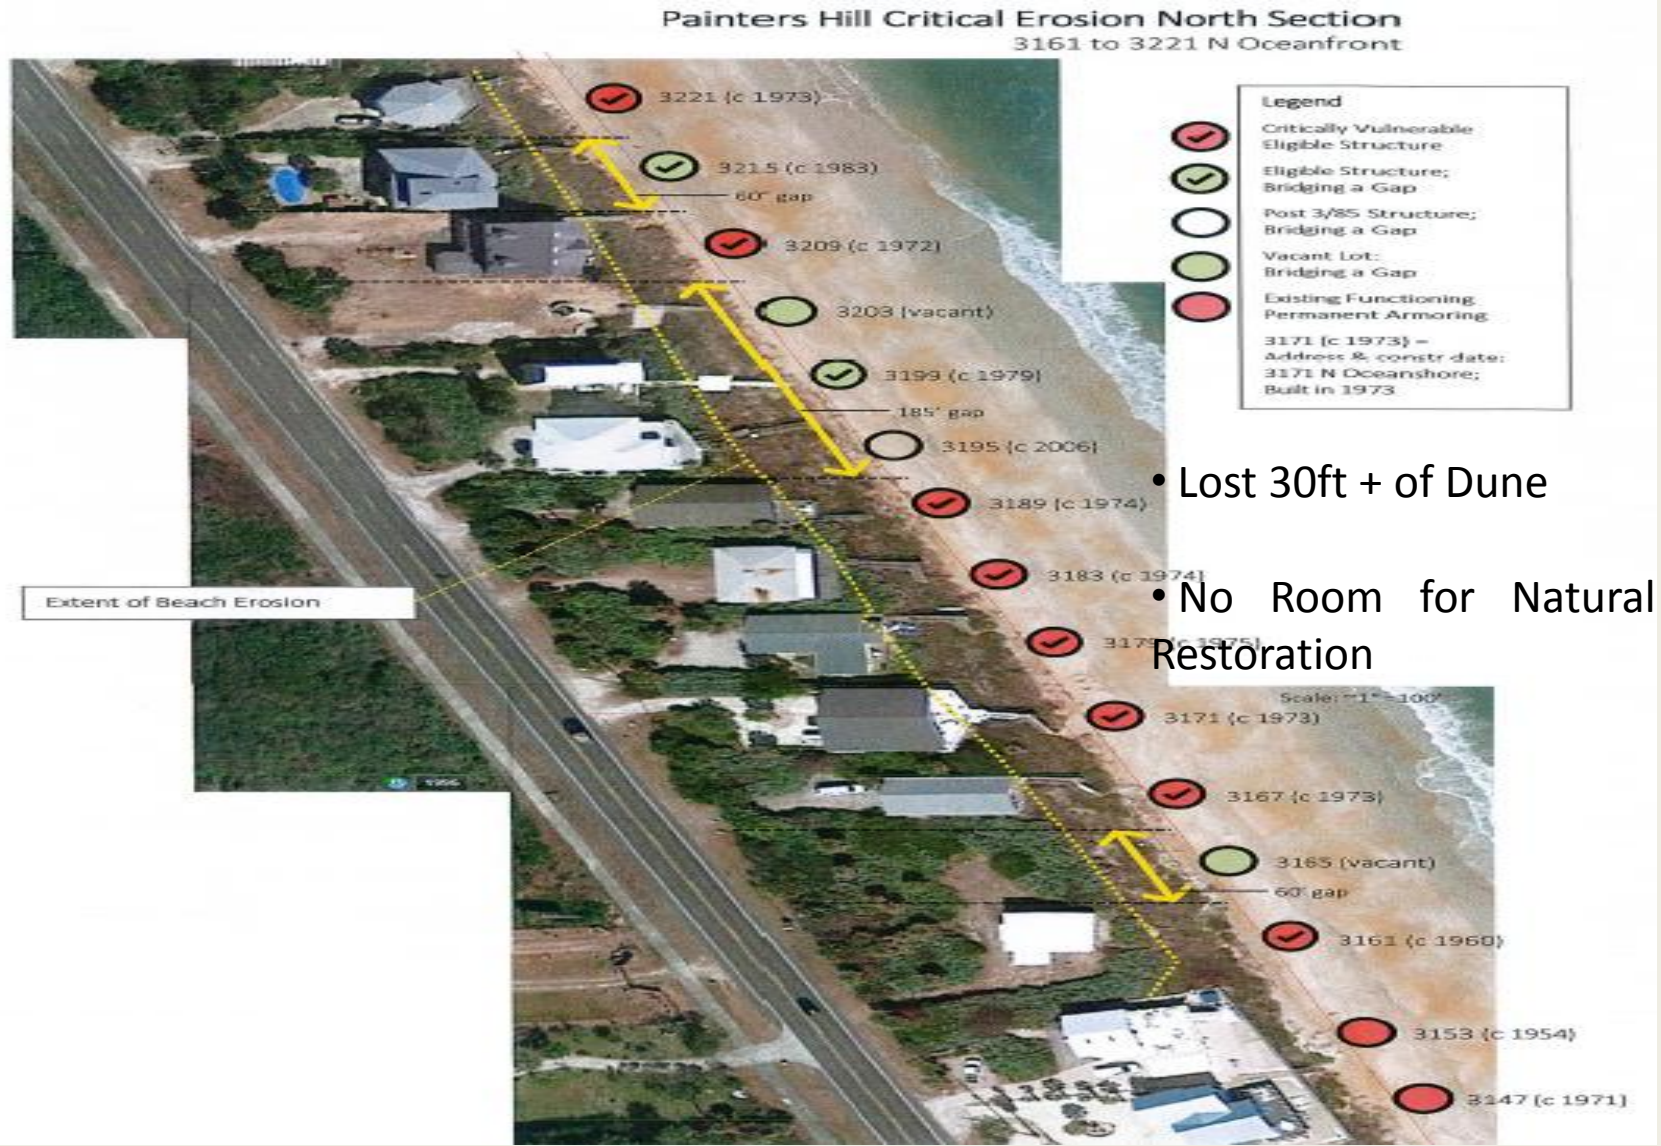 Painters Hill Critical Erosion North Section
3161 to 3221 N Oceanfront
3221 (c 1973)
3215 (c 1983)
60' gap
3209 (c 1972)
3203 (vacant)
3199 (c 1979)
185' gap
3195 (c 2006)
3189 (c 1974)
3183 (c 1974)
3179 (c 1975)
3171 (c 1973)
3167 (c 1973)
3165 (vacant)
60' gap
3161 (c 1960)
3153 (c 1954)
3147 (c 1971)
Legend
Critically Vulnerable
Eligible Structure
Eligible Structure;
Bridging a Gap
Post 3/85 Structure;
Bridging a Gap
Vacant Lot:
Bridging a Gap
Existing Functioning
Permanent Armoring
3171 (c 1973) =
Address & constr date:
3171 N Oceanshore;
Built in 1973
• Lost 30ft + of Dune
• No Room for Natural
Restoration
Scale: ~1" = 100'
Extent of Beach Erosion